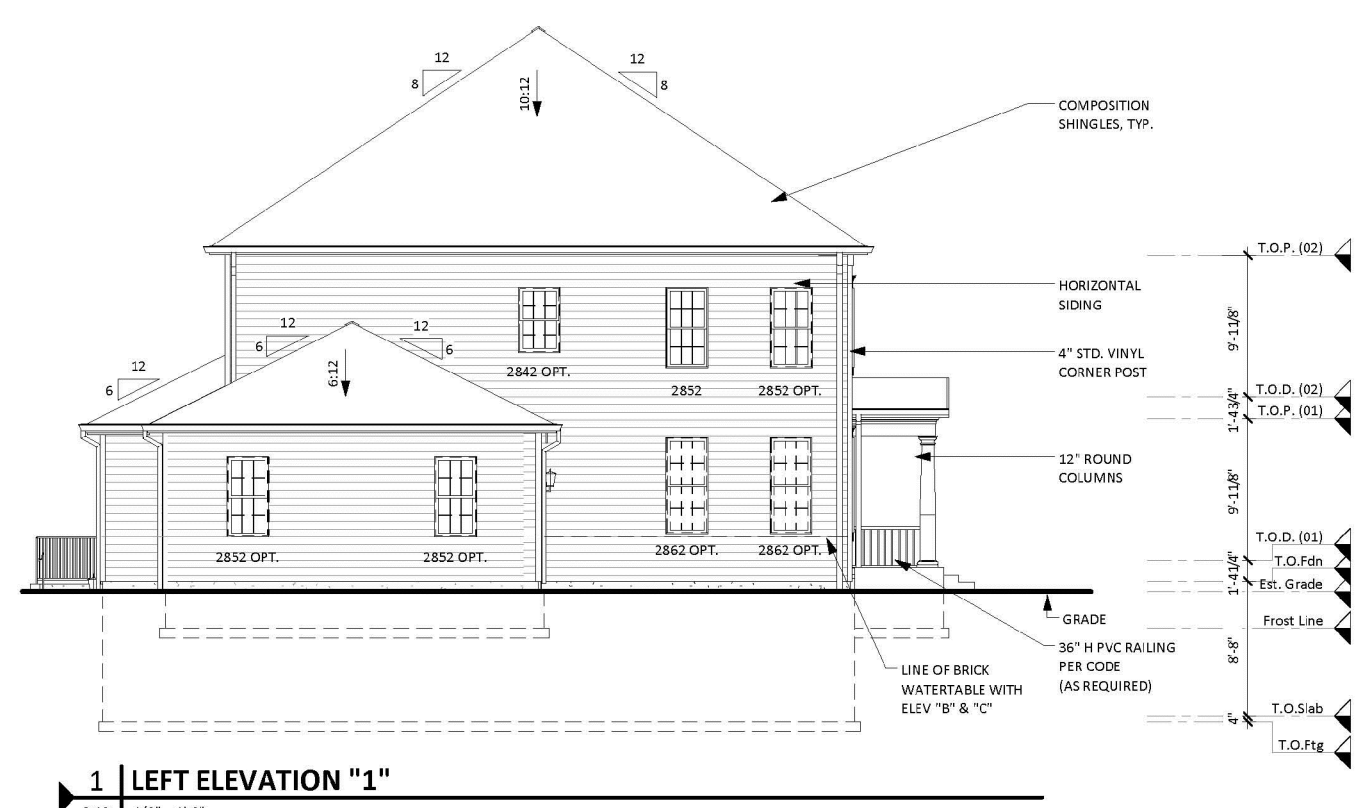 12
8
10:12
12
8
COMPOSITION
SHINGLES, TYP.
T.O.P. (02)
HORIZONTAL
SIDING
9'-11/8"
12
6
12
6
6:12
12
6
2842 OPT.
2852
2852 OPT.
4" STD. VINYL
CORNER POST
T.O.D. (02)
1'-43/4"
T.O.P. (01)
12" ROUND
COLUMNS
9'-11/8"
2852 OPT.
2852 OPT.
2862 OPT.
2862 OPT.
T.O.D. (01)
T.O.Fdn
1'-41/4"
Est. Grade
GRADE
Frost Line
36" H PVC RAILING
PER CODE
(AS REQUIRED)
8'-8"
LINE OF BRICK
WATERTABLE WITH
ELEV "B" & "C"
T.O.Slab
4"
T.O.Ftg
1 LEFT ELEVATION "1"